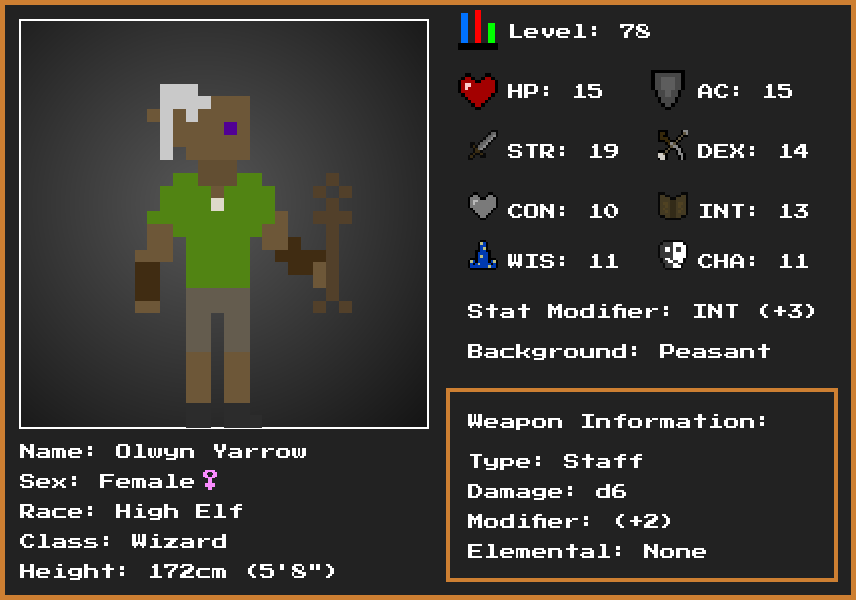 Level: 78
HP: 15
AC: 15
STR: 19
DEX: 14
CON: 10
INT: 13
WIS: 11
CHA: 11
Stat Modifier: INT (+3)
Background: Peasant
Weapon Information:
Type: Staff
Damage: d6
Modifier: (+2)
Elemental: None
Name: Olwyn Yarrow
Sex: Female♀
Race: High Elf
Class: Wizard
Height: 172cm (5'8")